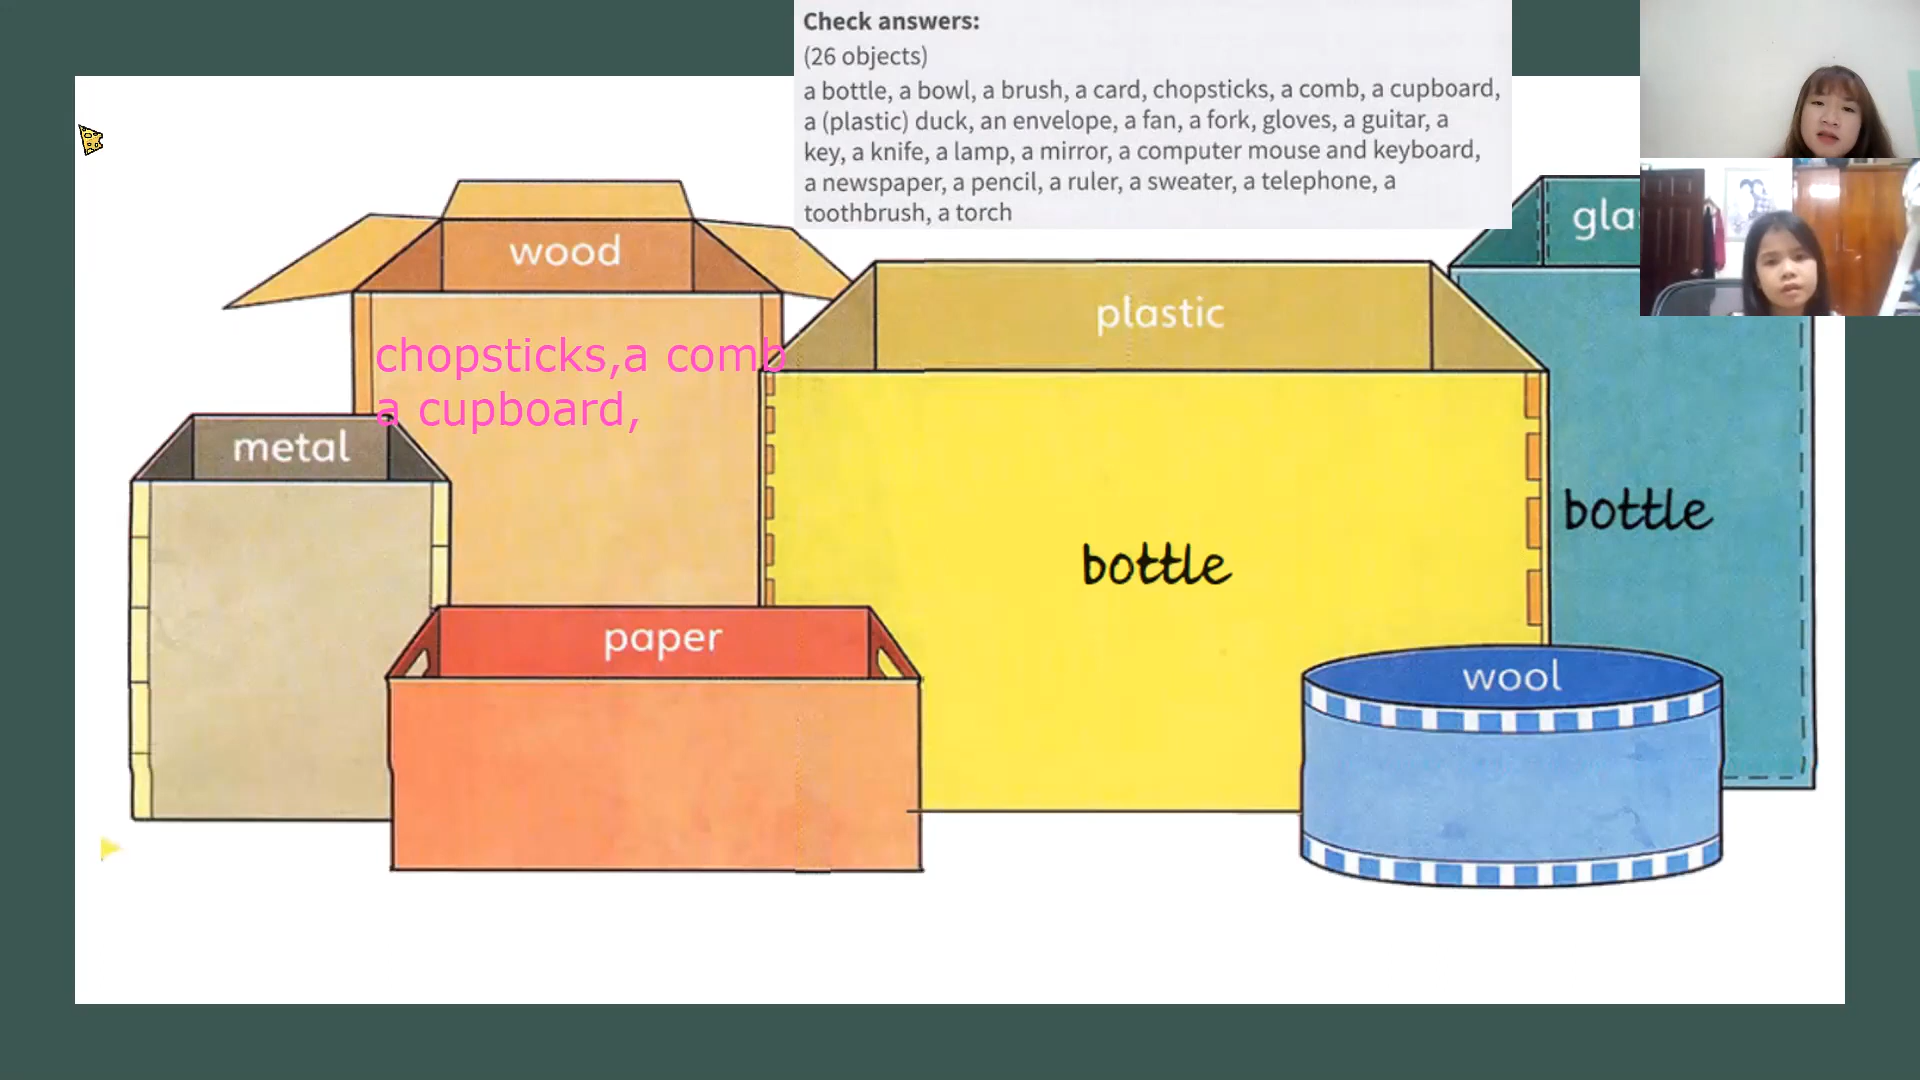 Check answers:
(26 objects)
a bottle, a bowl, a brush, a card, chopsticks, a comb, a cupboard,
a (plastic) duck, an envelope, a fan, a fork, gloves, a guitar, a
key, a knife, a lamp, a mirror, a computer mouse and keyboard,
a newspaper, a pencil, a ruler, a sweater, a telephone, a
toothbrush, a torch
wood
gla
plastic
chopsticks,a comb
a cupboard,
metal
bottle
bottle
paper
wool